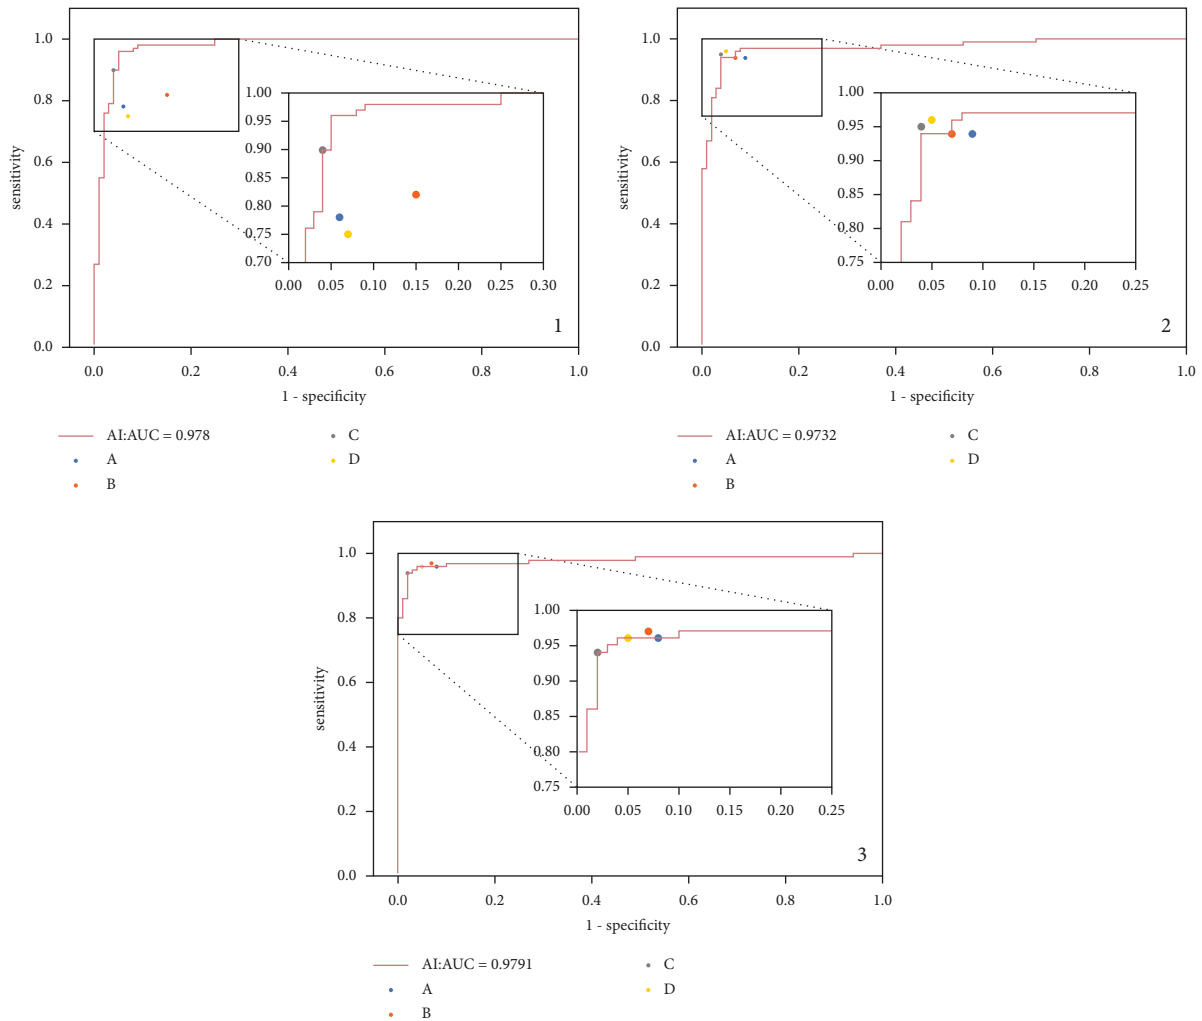 1.0
0.8
0.6
0.4
0.2
0.0
sensitivity
1.00
0.95
0.90
0.85
0.80
0.75
0.70
0.00 0.05 0.10 0.15 0.20 0.25 0.30
1
0.0 0.2 0.4 0.6 0.8 1.0
1 - specificity
AI:AUC = 0.978
A
B
C
D
1.0
0.8
0.6
0.4
0.2
0.0
sensitivity
1.00
0.95
0.90
0.85
0.80
0.75
0.00 0.05 0.10 0.15 0.20 0.25
2
0.0 0.2 0.4 0.6 0.8 1.0
1 - specificity
AI:AUC = 0.9732
A
B
C
D
1.0
0.8
0.6
0.4
0.2
0.0
sensitivity
1.00
0.95
0.90
0.85
0.80
0.75
0.00 0.05 0.10 0.15 0.20 0.25
3
0.0 0.2 0.4 0.6 0.8 1.0
1 - specificity
AI:AUC = 0.9791
A
B
C
D